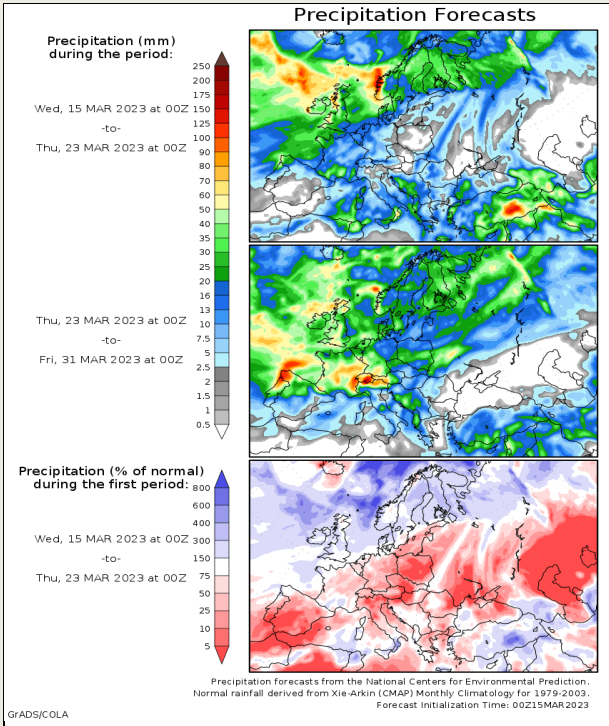 Precipitation Forecasts
Precipitation (mm)
during the period:
250
200
175
150
125
100
90
80
70
60
50
40
35
30
25
20
16
13
10
7.5
5
2.5
2
1.5
1
0.5
Wed, 15 MAR 2023 at 00Z
-to-
Thu, 23 MAR 2023 at 00Z
Thu, 23 MAR 2023 at 00Z
-to-
Fri, 31 MAR 2023 at 00Z
Precipitation (% of normal)
during the first period:
800
600
400
300
150
75
50
25
10
5
Wed, 15 MAR 2023 at 00Z
-to-
Thu, 23 MAR 2023 at 00Z
Precipitation forecasts from the National Centers for Environmental Prediction.
Normal rainfall derived from Xie-Arkin (CMAP) Monthly Climatology for 1979-2003.
Forecast Initialization Time: 00Z15MAR2023
GrADS/COLA